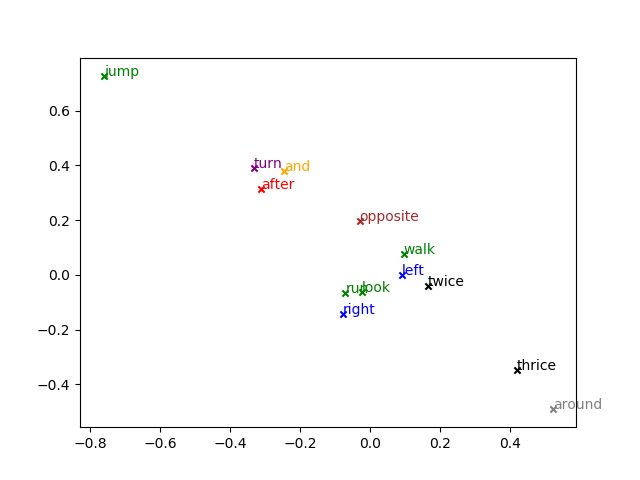 jump
0.6
turn and
0.4
after
opposite
0.2
walk
left
0.0
twice
run look
right
−0.2
thrice
−0.4
around
−0.8 −0.6 −0.4 −0.2 0.0 0.2 0.4